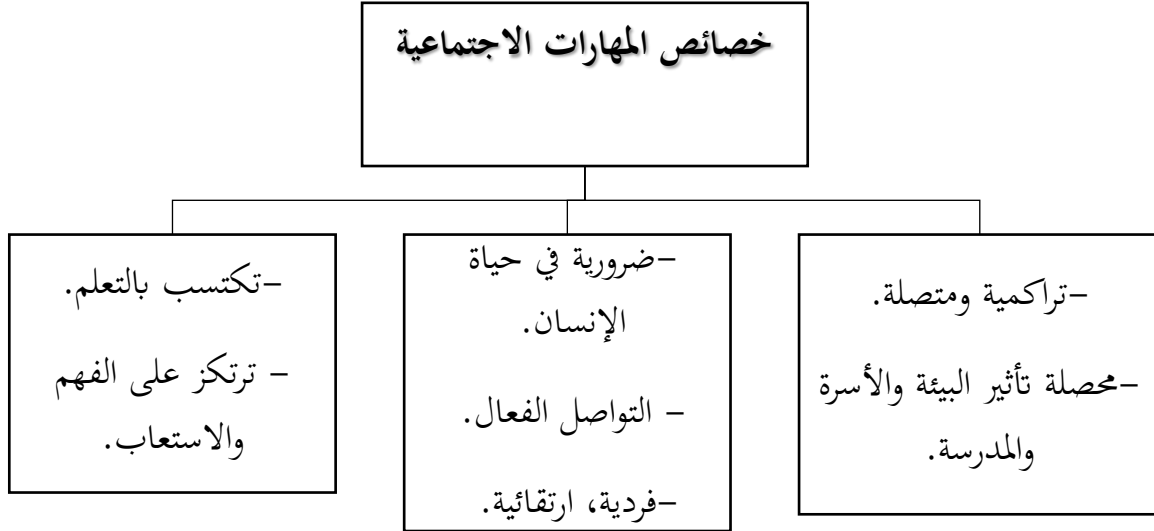 خصائص المهارات الاجتماعية
-تراكمية ومتصلة.
-محصلة تأثير البيئة والأسرة
والمدرسة.
-ضرورية في حياة
الإنسان.
- التواصل الفعال.
-فردية، ارتقائية.
-تكتسب بالتعلم.
- ترتكز على الفهم
والاستعاب.